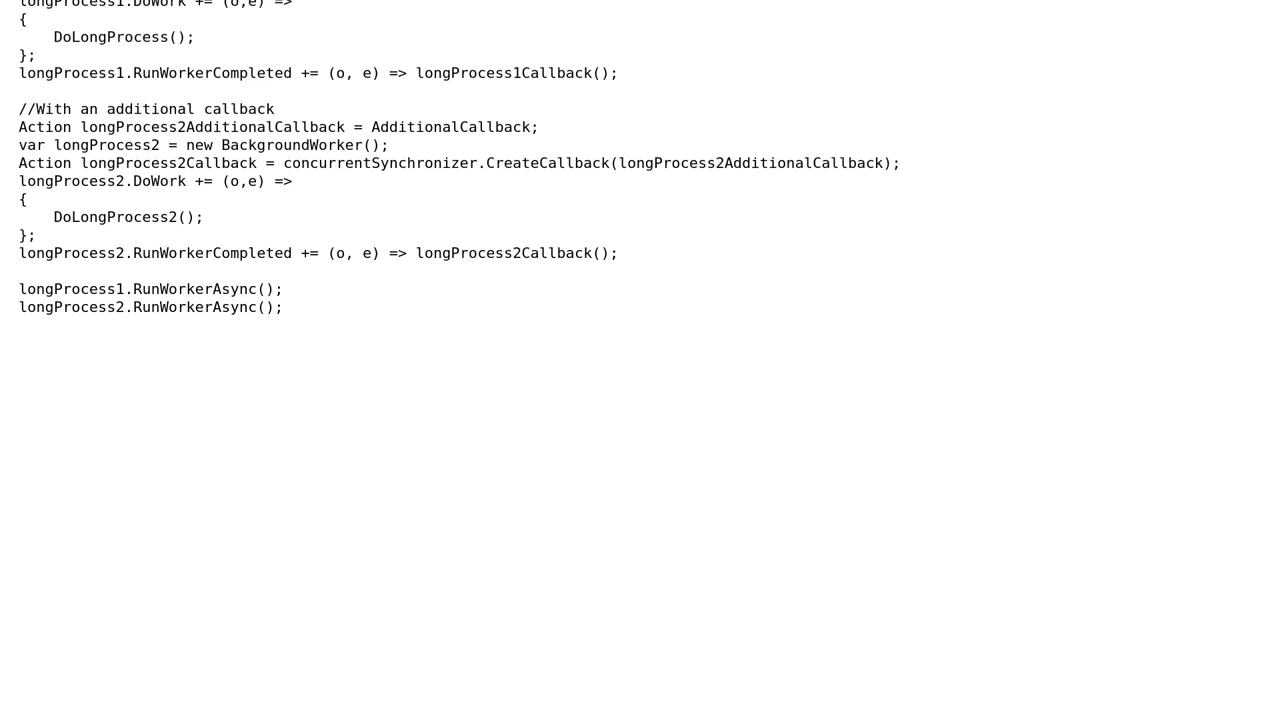 longProcess1.DoWork += (o,e) =>
{
    DoLongProcess();
};
longProcess1.RunWorkerCompleted += (o, e) => longProcess1Callback();

//With an additional callback
Action longProcess2AdditionalCallback = AdditionalCallback;
var longProcess2 = new BackgroundWorker();
Action longProcess2Callback = concurrentSynchronizer.CreateCallback(longProcess2AdditionalCallback);
longProcess2.DoWork += (o,e) =>
{
    DoLongProcess2();
};
longProcess2.RunWorkerCompleted += (o, e) => longProcess2Callback();

longProcess1.RunWorkerAsync();
longProcess2.RunWorkerAsync();